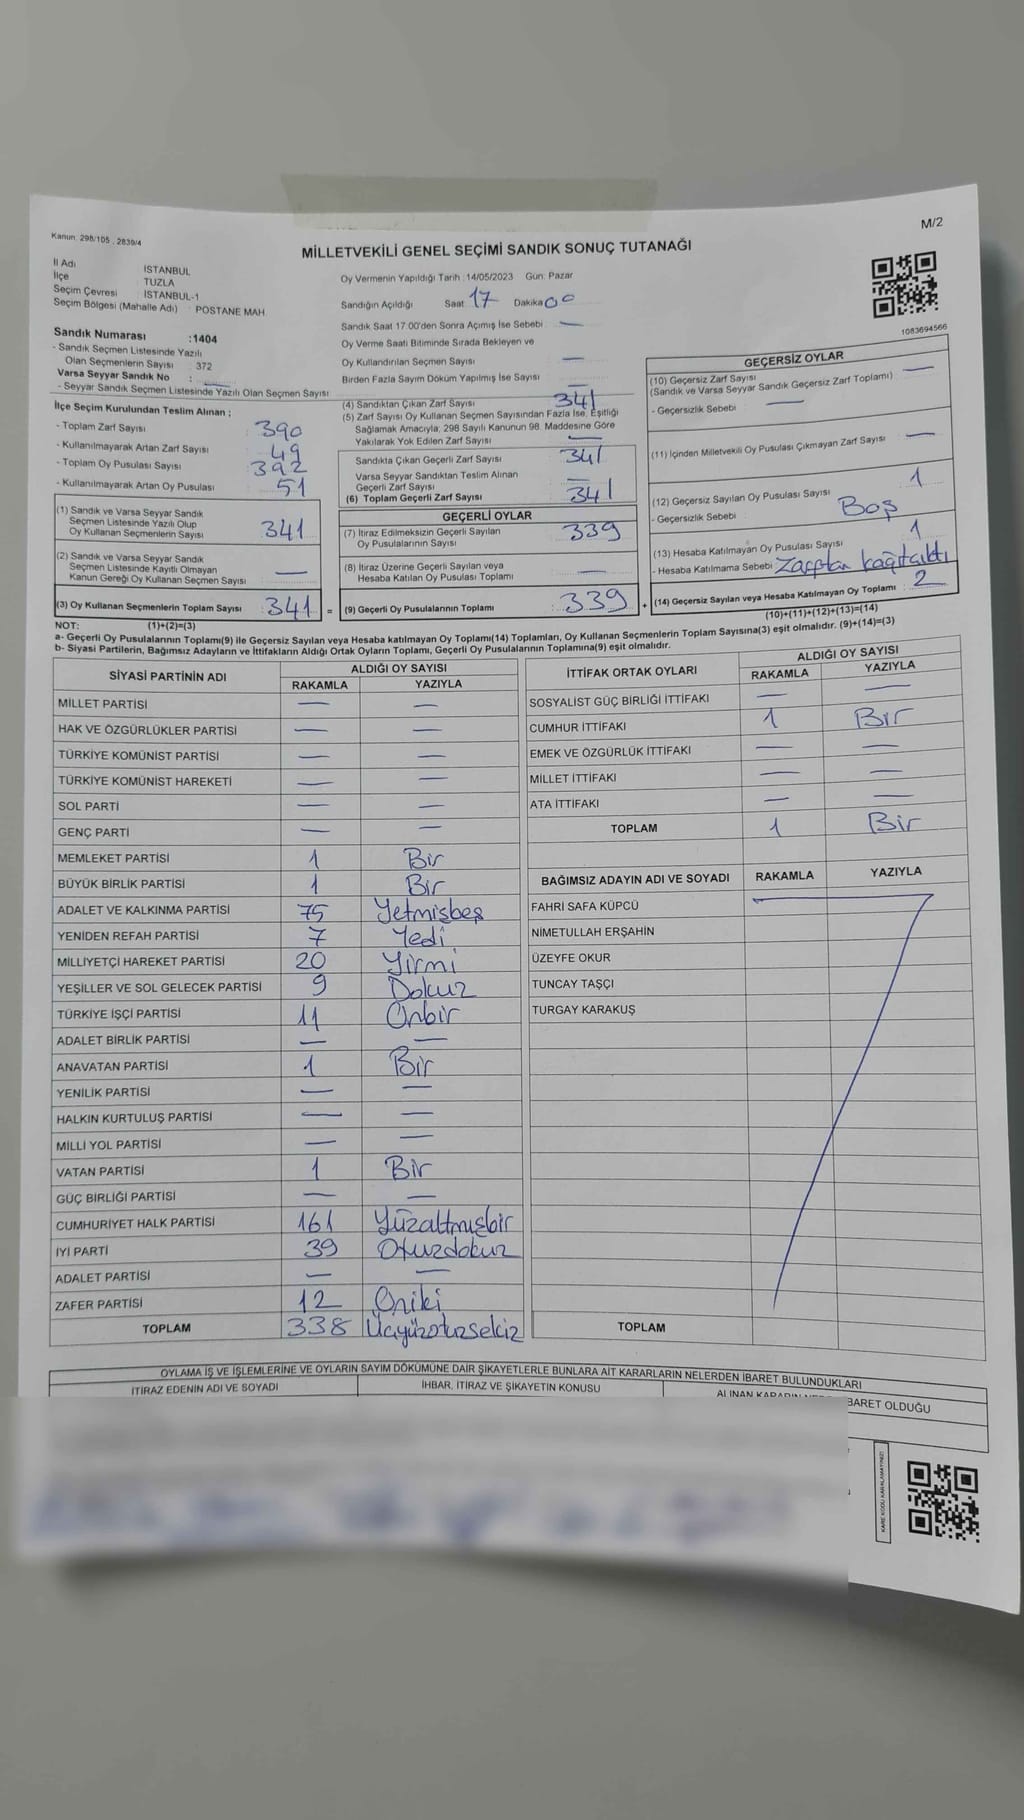 M/2
Kanun. 298/105 , 2839/4
MİLLETVEKİLİ GENEL SEÇİMİ SANDIK SONUÇ TUTANAĞI
İl Adı İSTANBUL
İlçe TUZLA
Seçim Çevresi İSTANBUL-1
Seçim Bölgesi (Mahalle Adı) : POSTANE MAH.
Sandık Numarası :1404
- Sandık Seçmen Listesinde Yazılı
Olan Seçmenlerin Sayısı : 372
Varsa Seyyar Sandık No : —
- Seyyar Sandık Seçmen Listesinde Yazılı Olan Seçmen Sayısı
Oy Vermenin Yapıldığı Tarih : 14/05/2023 Gün: Pazar
Sandığın Açıldığı Saat 17 Dakika 00
Sandık Saat 17.00'den Sonra Açımış İse Sebebi : —
Oy Verme Saati Bitiminde Sırada Bekleyen ve
Oy Kullandırılan Seçmen Sayısı —
Birden Fazla Sayım Döküm Yapılmış İse Sayısı —
1083694566
İlçe Seçim Kurulundan Teslim Alınan ;
- Toplam Zarf Sayısı 390
- Kullanılmayarak Artan Zarf Sayısı 49
- Toplam Oy Pusulası Sayısı 392
- Kullanılmayarak Artan Oy Pusulası 51
(1) Sandık ve Varsa Seyyar Sandık
Seçmen Listesinde Yazılı Olup
Oy Kullanan Seçmenlerin Sayısı 341
(2) Sandık ve Varsa Seyyar Sandık
Seçmen Listesinde Kayıtlı Olmayan
Kanun Gereği Oy Kullanan Seçmen Sayısı —
(3) Oy Kullanan Seçmenlerin Toplam Sayısı : 341 =
(1)+(2)=(3)
(4) Sandıktan Çıkan Zarf Sayısı 341
(5) Zarf Sayısı Oy Kullanan Seçmen Sayısından Fazla İse, Eşitliği
Sağlamak Amacıyla; 298 Sayılı Kanunun 98. Maddesine Göre
Yakılarak Yok Edilen Zarf Sayısı —
Sandıkta Çıkan Geçerli Zarf Sayısı 341
Varsa Seyyar Sandıktan Teslim Alınan
Geçerli Zarf Sayısı —
(6) Toplam Geçerli Zarf Sayısı 341
GEÇERLİ OYLAR
(7) İtiraz Edilmeksizin Geçerli Sayılan
Oy Pusulalarının Sayısı 339
(8) İtiraz Üzerine Geçerli Sayılan veya
Hesaba Katılan Oy Pusulası Toplamı —
(9) Geçerli Oy Pusulalarının Toplamı : 339 +
GEÇERSİZ OYLAR
(10) Geçersiz Zarf Sayısı
(Sandık ve Varsa Seyyar Sandık Geçersiz Zarf Toplamı) —
- Geçersizlik Sebebi —
(11) İçinden Milletvekili Oy Pusulası Çıkmayan Zarf Sayısı —
(12) Geçersiz Sayılan Oy Pusulası Sayısı 1
- Geçersizlik Sebebi : Boş
(13) Hesaba Katılmayan Oy Pusulası Sayısı 1
- Hesaba Katılmama Sebebi Zarftan kağıt çıktı
(14) Geçersiz Sayılan veya Hesaba Katılmayan Oy Toplamı : 2
(10)+(11)+(12)+(13)=(14)
NOT:
a- Geçerli Oy Pusulalarının Toplamı(9) ile Geçersiz Sayılan veya Hesaba katılmayan Oy Toplamı(14) Toplamları, Oy Kullanan Seçmenlerin Toplam Sayısına(3) eşit olmalıdır. (9)+(14)=(3)
b- Siyasi Partilerin, Bağımsız Adayların ve İttifakların Aldığı Oyların Toplamı, Geçerli Oy Pusulalarının Toplamına(9) eşit olmalıdır.
SİYASİ PARTİNİN ADI ALDIĞI OY SAYISI
RAKAMLA YAZIYLA
MİLLET PARTİSİ — —
HAK VE ÖZGÜRLÜKLER PARTİSİ — —
TÜRKİYE KOMÜNİST PARTİSİ — —
TÜRKİYE KOMÜNİST HAREKETİ — —
SOL PARTİ — —
GENÇ PARTİ — —
MEMLEKET PARTİSİ 1 Bir
BÜYÜK BİRLİK PARTİSİ 1 Bir
ADALET VE KALKINMA PARTİSİ 75 Yetmişbeş
YENİDEN REFAH PARTİSİ 7 Yedi
MİLLİYETÇİ HAREKET PARTİSİ 20 Yirmi
YEŞİLLER VE SOL GELECEK PARTİSİ 9 Dokuz
TÜRKİYE İŞÇİ PARTİSİ 11 Onbir
ADALET BİRLİK PARTİSİ — —
ANAVATAN PARTİSİ 1 Bir
YENİLİK PARTİSİ — —
HALKIN KURTULUŞ PARTİSİ — —
MİLLİ YOL PARTİSİ — —
VATAN PARTİSİ 1 Bir
GÜÇ BİRLİĞİ PARTİSİ — —
CUMHURİYET HALK PARTİSİ 161 Yüzaltmışbir
İYİ PARTİ 39 Otuzdokuz
ADALET PARTİSİ — —
ZAFER PARTİSİ 12 Oniki
TOPLAM 338 Üçyüzotuzsekiz
İTTİFAK ORTAK OYLARI ALDIĞI OY SAYISI
RAKAMLA YAZIYLA
SOSYALİST GÜÇ BİRLİĞİ İTTİFAKI — —
CUMHUR İTTİFAKI 1 Bir
EMEK VE ÖZGÜRLÜK İTTİFAKI — —
MİLLET İTTİFAKI — —
ATA İTTİFAKI — —
TOPLAM 1 Bir
BAĞIMSIZ ADAYIN ADI VE SOYADI RAKAMLA YAZIYLA
FAHRİ SAFA KÜPCÜ
NİMETULLAH ERŞAHİN
ÜZEYFE OKUR
TUNCAY TAŞÇI
TURGAY KARAKUŞ
TOPLAM
OYLAMA İŞ VE İŞLEMLERİNE VE OYLARIN SAYIM DÖKÜMÜNE DAİR ŞİKAYETLERLE BUNLARA AİT KARARLARIN NELERDEN İBARET BULUNDUKLARI
İTİRAZ EDENİN ADI VE SOYADI İHBAR, İTİRAZ VE ŞİKAYETİN KONUSU ALINAN KARARIN İBARET OLDUĞU
KARE KODU KARALAMAYINIZ!